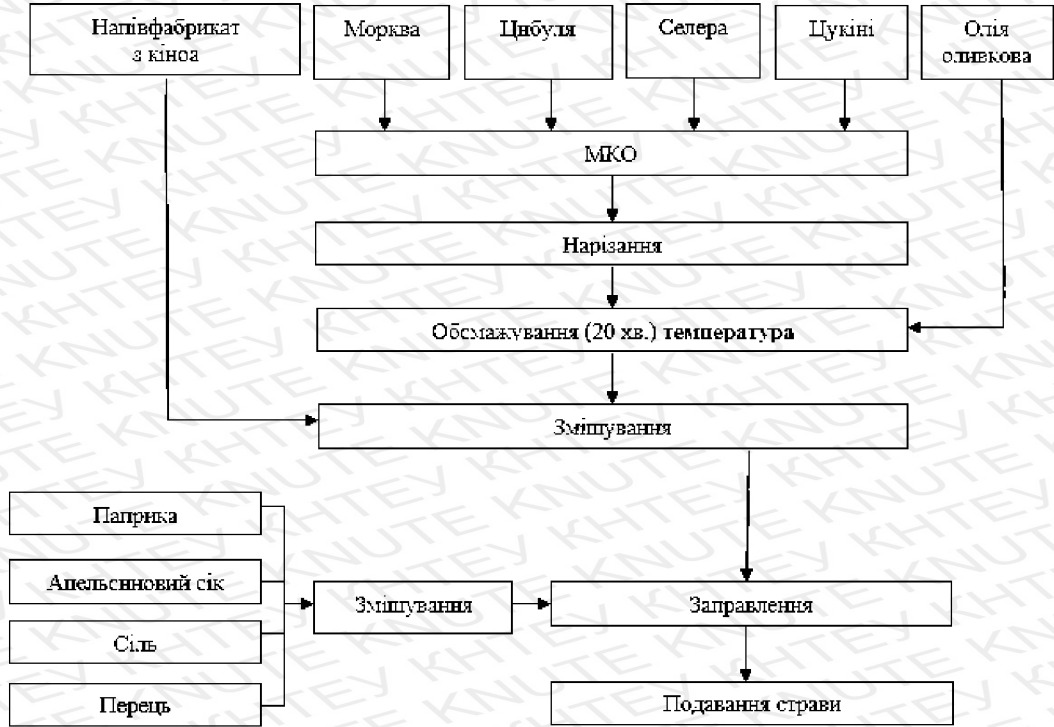 Напівфабрикат
з кіноа
Морква
Цибуля
Селера
Цукіні
Олія
оливкова
МКО
Нарізання
Обсмажування (20 хв.) температура
Змішування
Паприка
Апельсиновий сік
Сіль
Перець
Змішування
Заправлення
Подавання страви